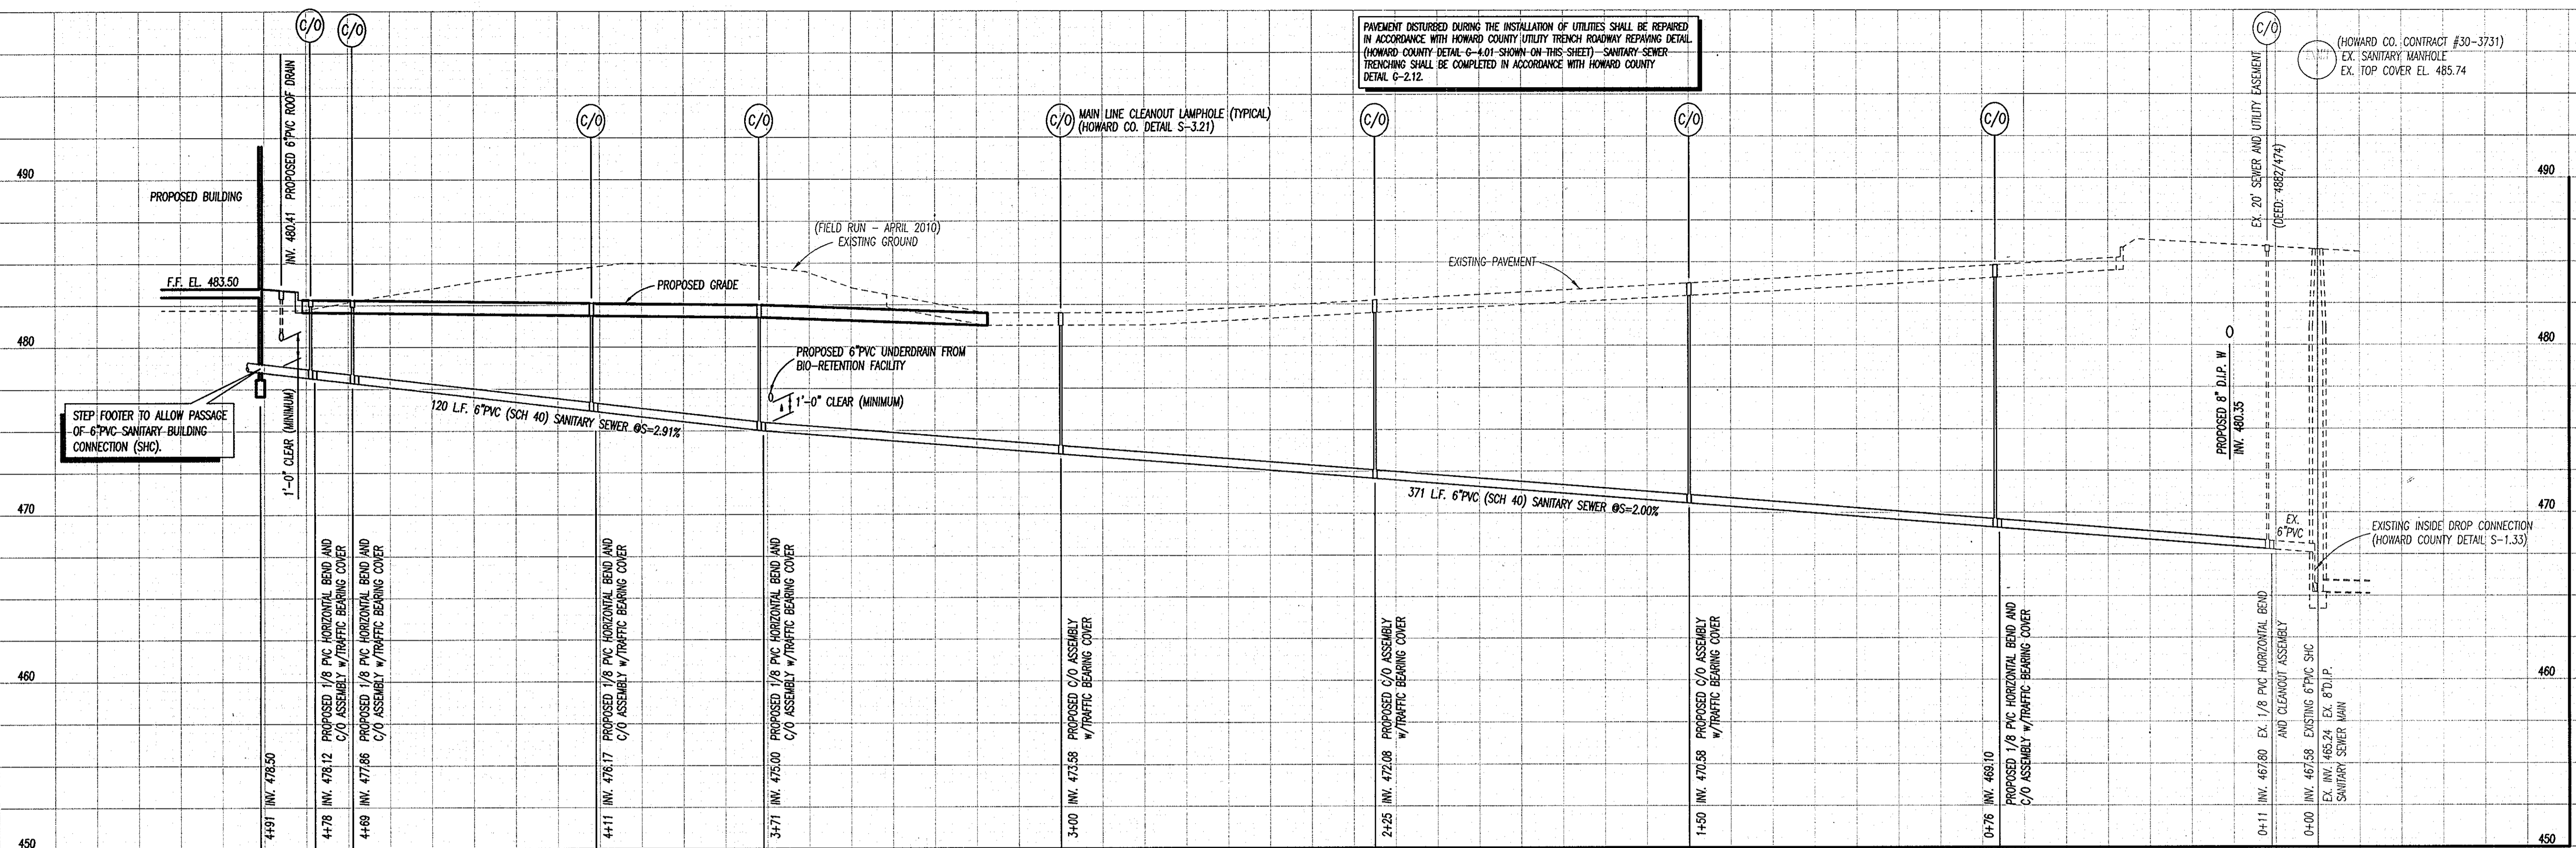 PAVEMENT DISTURBED DURING THE INSTALLATION OF UTILITIES SHALL BE REPAIRED
IN ACCORDANCE WITH HOWARD COUNTY UTILITY TRENCH ROADWAY REPAVING DETAIL
(HOWARD COUNTY DETAIL G-4.01 SHOWN ON THIS SHEET) SANITARY SEWER
TRENCHING SHALL BE COMPLETED IN ACCORDANCE WITH HOWARD COUNTY
DETAIL G-2.12.
C/O
C/O
C/O
C/O
C/O
C/O
C/O
C/O
C/O
(HOWARD CO. CONTRACT #30-3731)
EX. SANITARY MANHOLE
EX. TOP COVER EL. 485.74
MAIN LINE CLEANOUT LAMPHOLE (TYPICAL)
(HOWARD CO. DETAIL S-3.21)
INV. 480.41 PROPOSED 6"PVC ROOF DRAIN
EX. 20' SEWER AND UTILITY EASEMENT
(DEED: 4882/474)
490
490
PROPOSED BUILDING
(FIELD RUN - APRIL 2010)
EXISTING GROUND
EXISTING PAVEMENT
F.F. EL. 483.50
PROPOSED GRADE
480
480
PROPOSED 6"PVC UNDERDRAIN FROM
BIO-RETENTION FACILITY
1'-0" CLEAR (MINIMUM)
1'-0" CLEAR (MINIMUM)
STEP FOOTER TO ALLOW PASSAGE
OF 6"PVC SANITARY BUILDING
CONNECTION (SHC).
120 L.F. 6"PVC (SCH 40) SANITARY SEWER @S=2.91%
371 L.F. 6"PVC (SCH 40) SANITARY SEWER @S=2.00%
PROPOSED 8" D.I.P. W
INV. 480.35
470
470
EX.
6"PVC
EXISTING INSIDE DROP CONNECTION
(HOWARD COUNTY DETAIL S-1.33)
460
460
4+91 INV. 478.50
4+78 INV. 478.12 PROPOSED 1/8 PVC HORIZONTAL BEND AND
C/O ASSEMBLY w/TRAFFIC BEARING COVER
4+69 INV. 477.86 PROPOSED 1/8 PVC HORIZONTAL BEND AND
C/O ASSEMBLY w/TRAFFIC BEARING COVER
4+11 INV. 476.17 PROPOSED 1/8 PVC HORIZONTAL BEND AND
C/O ASSEMBLY w/TRAFFIC BEARING COVER
3+71 INV. 475.00 PROPOSED 1/8 PVC HORIZONTAL BEND AND
C/O ASSEMBLY w/TRAFFIC BEARING COVER
3+00 INV. 473.58 PROPOSED C/O ASSEMBLY
w/TRAFFIC BEARING COVER
2+25 INV. 472.08 PROPOSED C/O ASSEMBLY
w/TRAFFIC BEARING COVER
1+50 INV. 470.58 PROPOSED C/O ASSEMBLY
w/TRAFFIC BEARING COVER
0+76 INV. 469.10
PROPOSED 1/8 PVC HORIZONTAL BEND AND
C/O ASSEMBLY w/TRAFFIC BEARING COVER
0+11 INV. 467.80 EX. 1/8 PVC HORIZONTAL BEND
AND CLEANOUT ASSEMBLY
0+00 INV. 467.58 EXISTING 6"PVC SHC
EX. INV. 465.24 EX. 8"D.I.P.
SANITARY SEWER MAIN
450
450